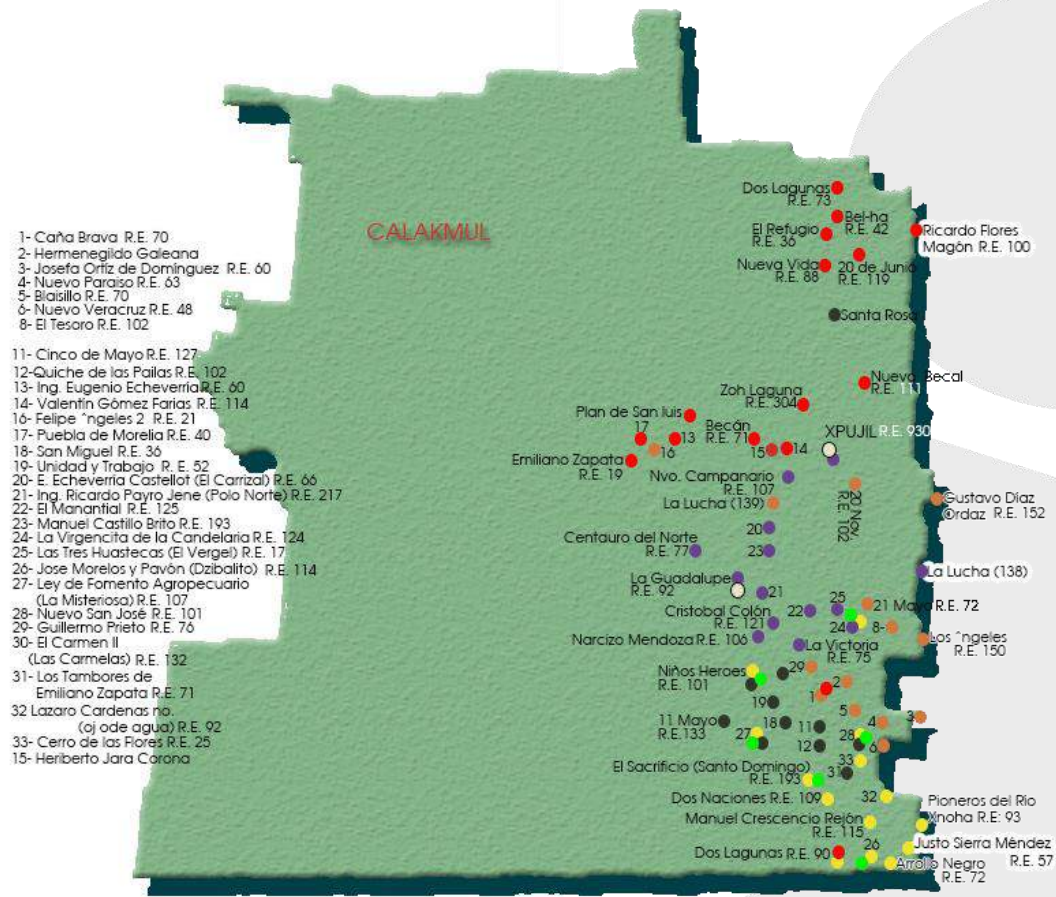 1- Caña Brava R.E. 70
2- Hermenegildo Galeana
3- Josefa Ortíz de Domínguez R.E. 60
4- Nuevo Paraiso R.E. 63
5- Blaisillo R.E. 70
6- Nuevo Veracruz R.E. 48
8- El Tesoro R.E. 102
11- Cinco de Mayo R.E. 127
12-Quiche de las Pailas R.E. 102
13- Ing. Eugenio Echeverria R.E. 60
14- Valentín Gómez Farias R.E. 114
16- Felipe ^ngeles 2 R.E. 21
17- Puebla de Morelia R.E. 40
18- San Miguel R.E. 36
19- Unidad y Trabajo R.E. 52
20- E. Echeverria Castellot (El Carrizal) R.E. 66
21- Ing. Ricardo Payro Jene (Polo Norte) R.E. 217
22- El Manantial R.E. 125
23- Manuel Castillo Brito R.E. 193
24- La Virgencita de la Candelaria R.E. 124
25- Las Tres Huastecas (El Vergel) R.E. 17
26- Jose Morelos y Pavón (Dzibalito) R.E. 114
27- Ley de Fomento Agropecuario
(La Misteriosa) R.E. 107
28- Nuevo San José R.E. 101
29- Guillermo Prieto R.E. 76
30- El Carmen II
(Las Carmelas) R.E. 132
31- Los Tambores de
Emiliano Zapata R.E. 71
32 Lazaro Cardenas no.
(oj ode agua) R.E. 92
33- Cerro de las Flores R.E. 25
15- Heriberto Jara Corona
CALAKMUL
Dos Lagunas
R.E. 73
Bel-ha
R.E. 42
El Refugio
R.E. 36
Ricardo Flores
Magón R.E. 100
Nueva Vida
R.E. 88
20 de Junio
R.E. 119
Santa Rosa
Nuevo Becal
R.E. 111
Zoh Laguna
R.E. 304
Plan de San luis
17
16
13
Becán
R.E. 71
15
14
XPUJIL R.E. 930
Emiliano Zapata
R.E. 19
Nvo. Campanario
R.E. 107
La Lucha (139)
20 Nov.
R.E. 102
Gustavo Diaz
Ordaz R.E. 152
20
Centauro del Norte
R.E. 77
23
La Lucha (138)
La Guadalupe
R.E. 92
21
25
21 Mayo R.E. 72
22
Cristobal Colón
R.E. 121
24
8-
Narcizo Mendoza R.E. 106
La Victoria
R.E. 75
Los ^ngeles
R.E. 150
Niños Heroes
R.E. 101
29
2
1
19
5
3
11 Mayo
R.E.133
18
11
4
27
28
12
6
33
El Sacrificio (Santo Domingo)
R.E. 193
31
Dos Naciones R.E. 109
32
Pioneros del Río
Xnoha R.E: 93
Manuel Crescencio Rejón
R.E. 115
Justo Sierra Méndez
R.E. 57
Dos Lagunas R.E. 90
26
Arrollo Negro
R.E. 72